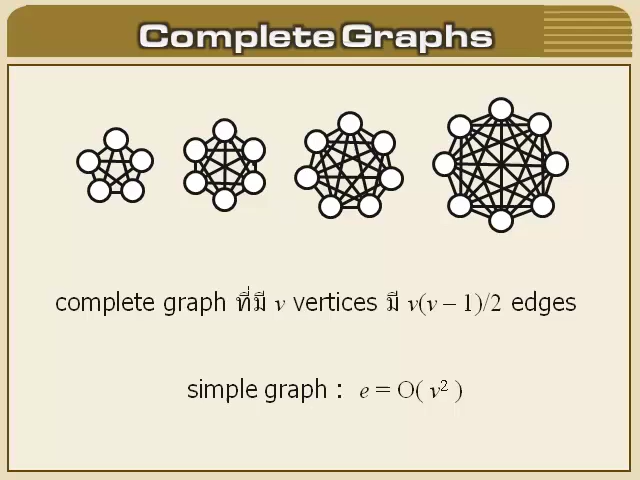 Complete Graphs
complete graph ที่มี v vertices มี v(v – 1)/2 edges
simple graph : e = O( v² )